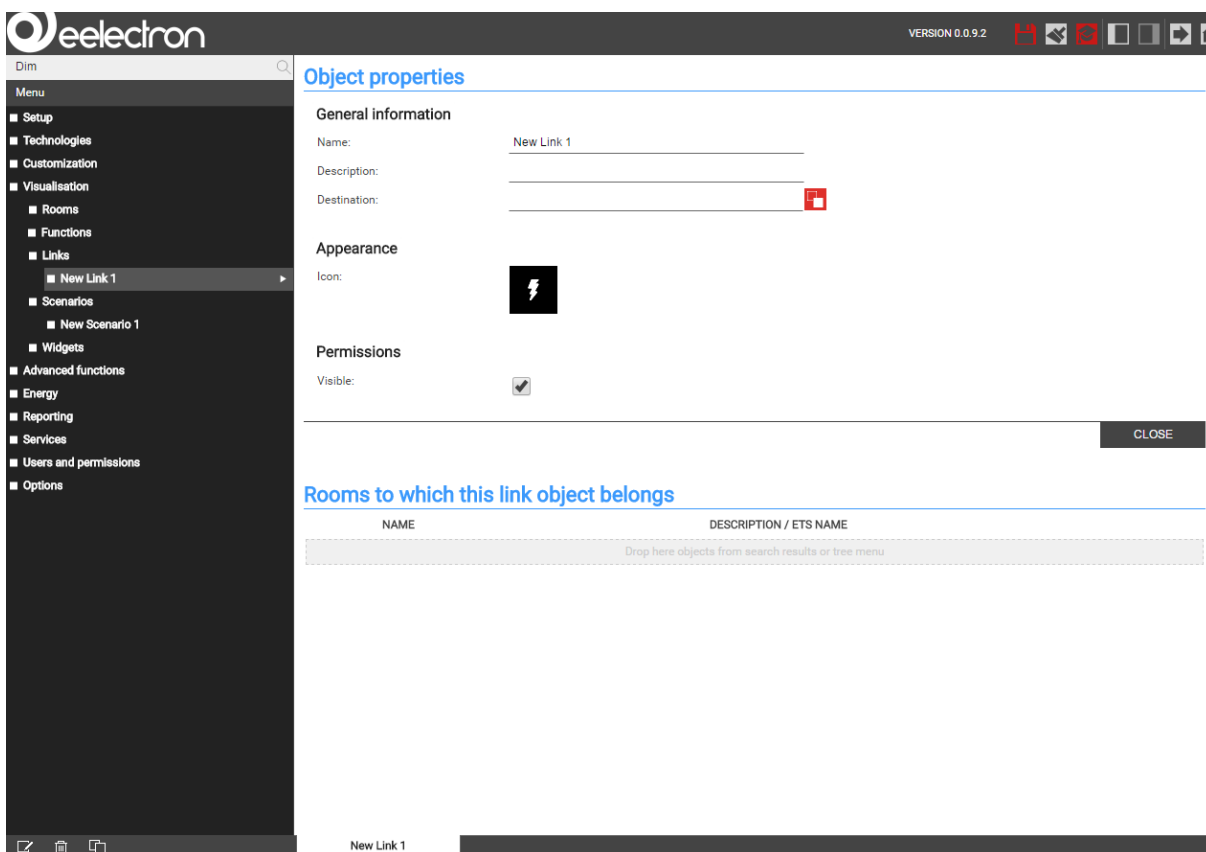 eelectron
VERSION 0.0.9.2
Dim
Menu
Setup
Technologies
Customization
Visualisation
Rooms
Functions
Links
New Link 1
Scenarios
New Scenario 1
Widgets
Advanced functions
Energy
Reporting
Services
Users and permissions
Options
Object properties
General information
Name: New Link 1
Description:
Destination:
Appearance
Icon:
Permissions
Visible:
CLOSE
Rooms to which this link object belongs
NAME DESCRIPTION / ETS NAME
Drop here objects from search results or tree menu
New Link 1